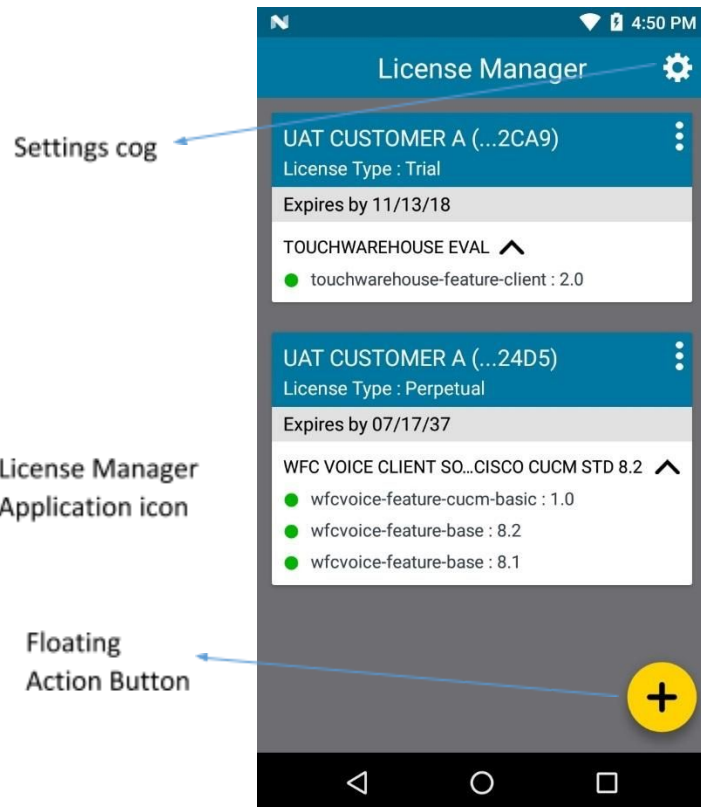 4:50 PM
License Manager
Settings cog
UAT CUSTOMER A (...2CA9)
License Type : Trial
Expires by 11/13/18
TOUCHWAREHOUSE EVAL
touchwarehouse-feature-client : 2.0
UAT CUSTOMER A (...24D5)
License Type : Perpetual
Expires by 07/17/37
License Manager
Application icon
WFC VOICE CLIENT SO...CISCO CUCM STD 8.2
wfcvoice-feature-cucm-basic : 1.0
wfcvoice-feature-base : 8.2
wfcvoice-feature-base : 8.1
Floating
Action Button